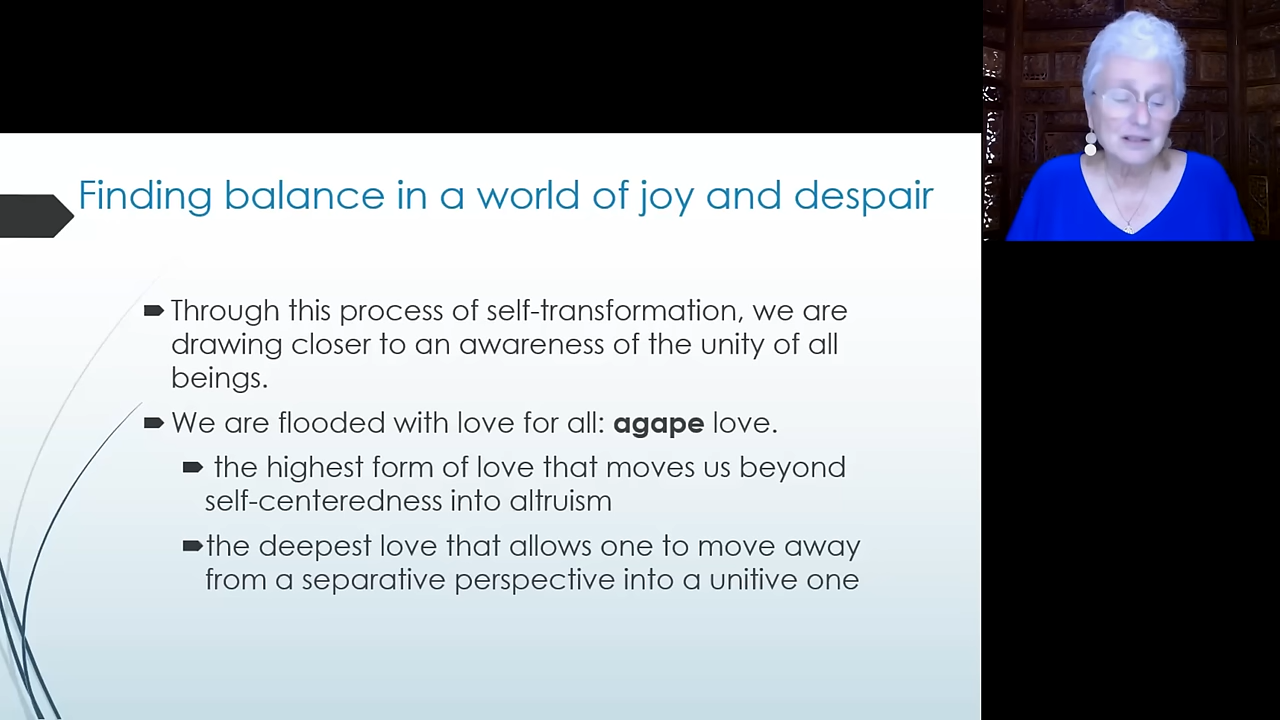 Finding balance in a world of joy and despair
Through this process of self-transformation, we are
drawing closer to an awareness of the unity of all
beings.
We are flooded with love for all: agape love.
the highest form of love that moves us beyond
self-centeredness into altruism
the deepest love that allows one to move away
from a separative perspective into a unitive one